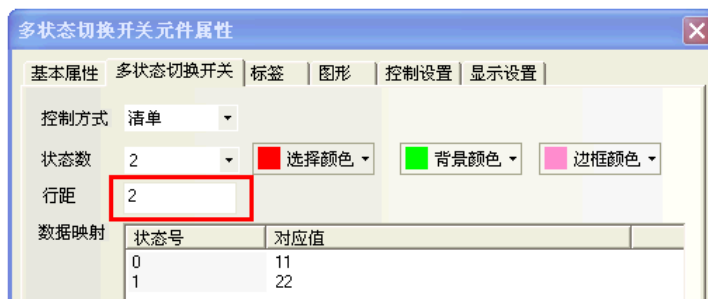 多状态切换开关元件属性
基本属性 多状态切换开关 标签 图形 控制设置 显示设置
控制方式 清单
状态数 2 选择颜色 背景颜色 边框颜色
行距 2
数据映射 状态号 对应值
0 11
1 22